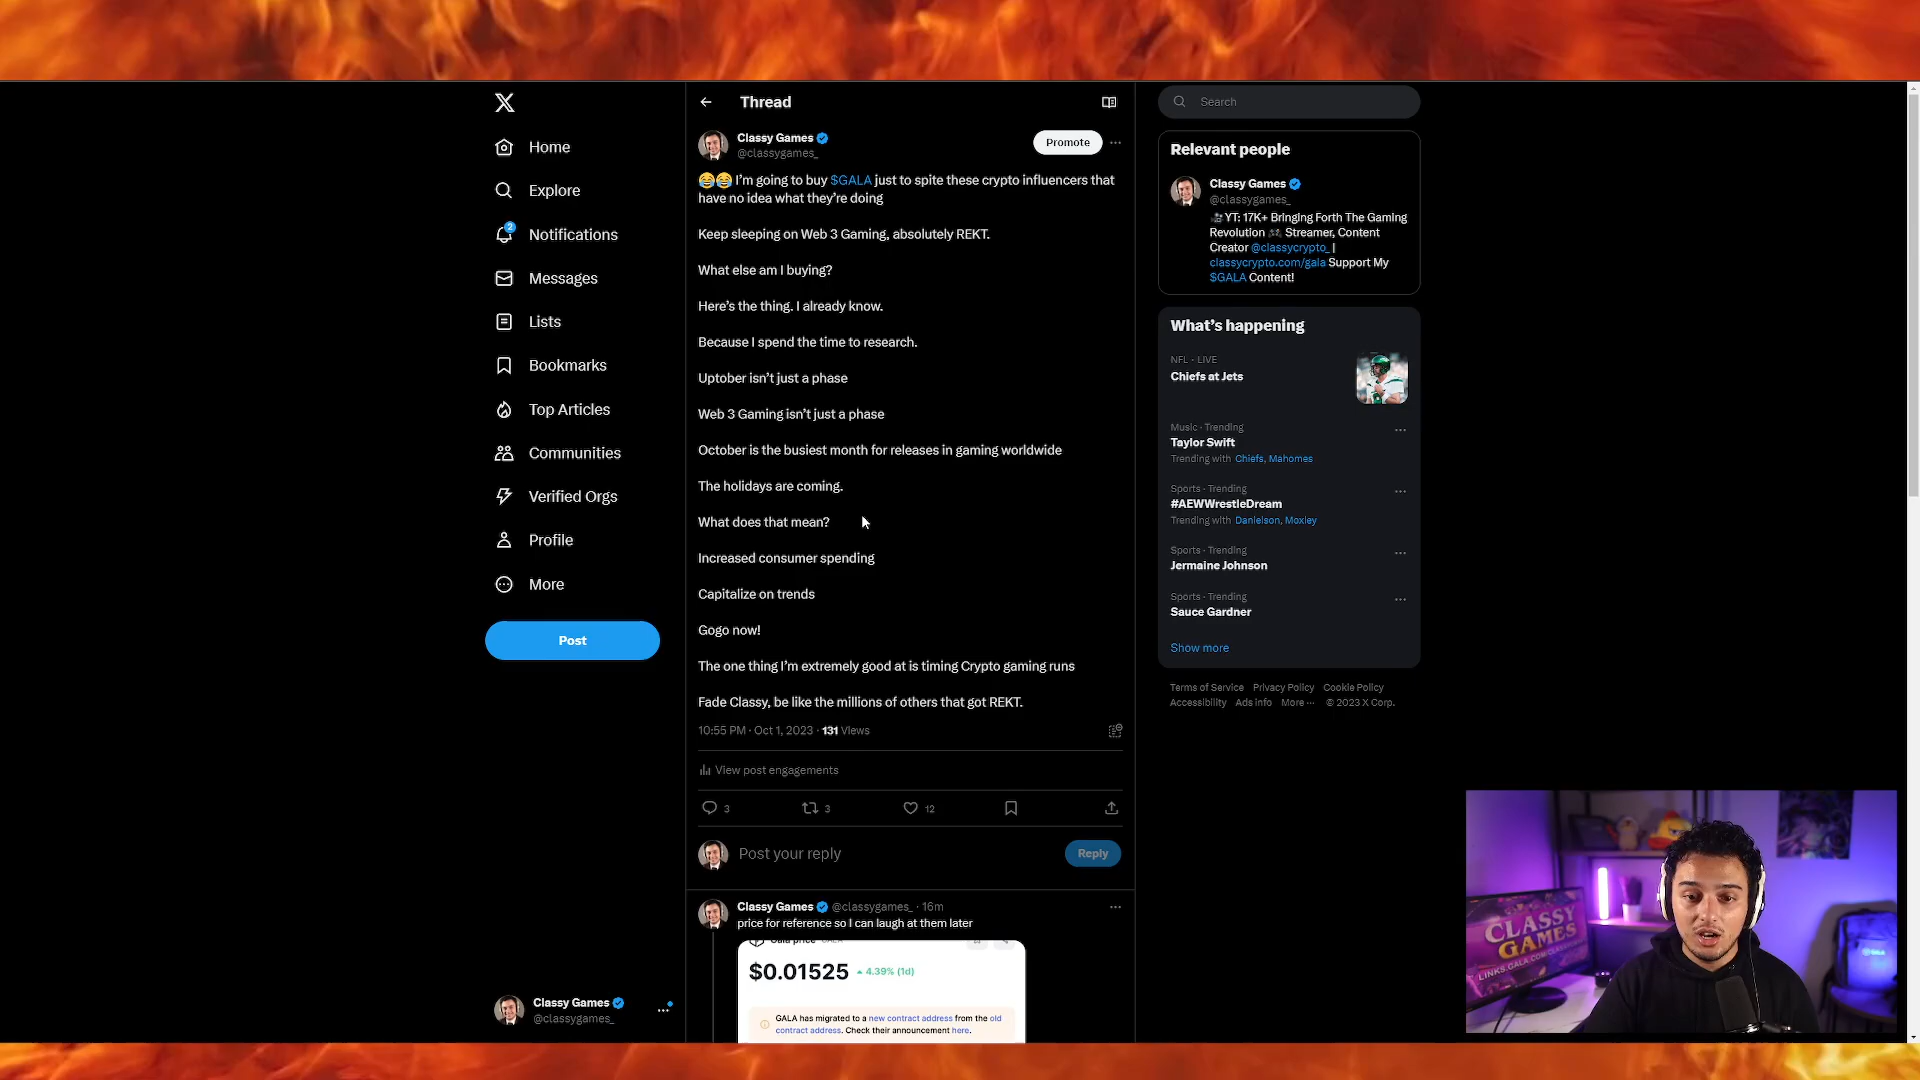 Home
Explore
2
Notifications
Messages
Lists
Bookmarks
Top Articles
Communities
Verified Orgs
Profile
More
Post
Classy Games
@classygames_
Thread
Classy Games
@classygames_
Promote
😂😂 I'm going to buy $GALA just to spite these crypto influencers that
have no idea what they're doing
Keep sleeping on Web 3 Gaming, absolutely REKT.
What else am I buying?
Here's the thing. I already know.
Because I spend the time to research.
Uptober isn't just a phase
Web 3 Gaming isn't just a phase
October is the busiest month for releases in gaming worldwide
The holidays are coming.
What does that mean?
Increased consumer spending
Capitalize on trends
Gogo now!
The one thing I'm extremely good at is timing Crypto gaming runs
Fade Classy, be like the millions of others that got REKT.
10:55 PM · Oct 1, 2023 · 131 Views
View post engagements
3 3 12
Post your reply
Reply
Classy Games @classygames_ · 16m
price for reference so I can laugh at them later
Gala price GALA
$0.01525 4.39% (1d)
GALA has migrated to a new contract address from the old
contract address. Check their announcement here.
Search
Relevant people
Classy Games
@classygames_
YT: 17K+ Bringing Forth The Gaming
Revolution 🎮 Streamer, Content
Creator @classycrypto_ |
classycrypto.com/gala Support My
$GALA Content!
What's happening
NFL · LIVE
Chiefs at Jets
Music · Trending
Taylor Swift
Trending with Chiefs, Mahomes
Sports · Trending
#AEWWrestleDream
Trending with Danielson, Moxley
Sports · Trending
Jermaine Johnson
Sports · Trending
Sauce Gardner
Show more
Terms of Service Privacy Policy Cookie Policy
Accessibility Ads info More ··· © 2023 X Corp.
CLASSY
GAMES